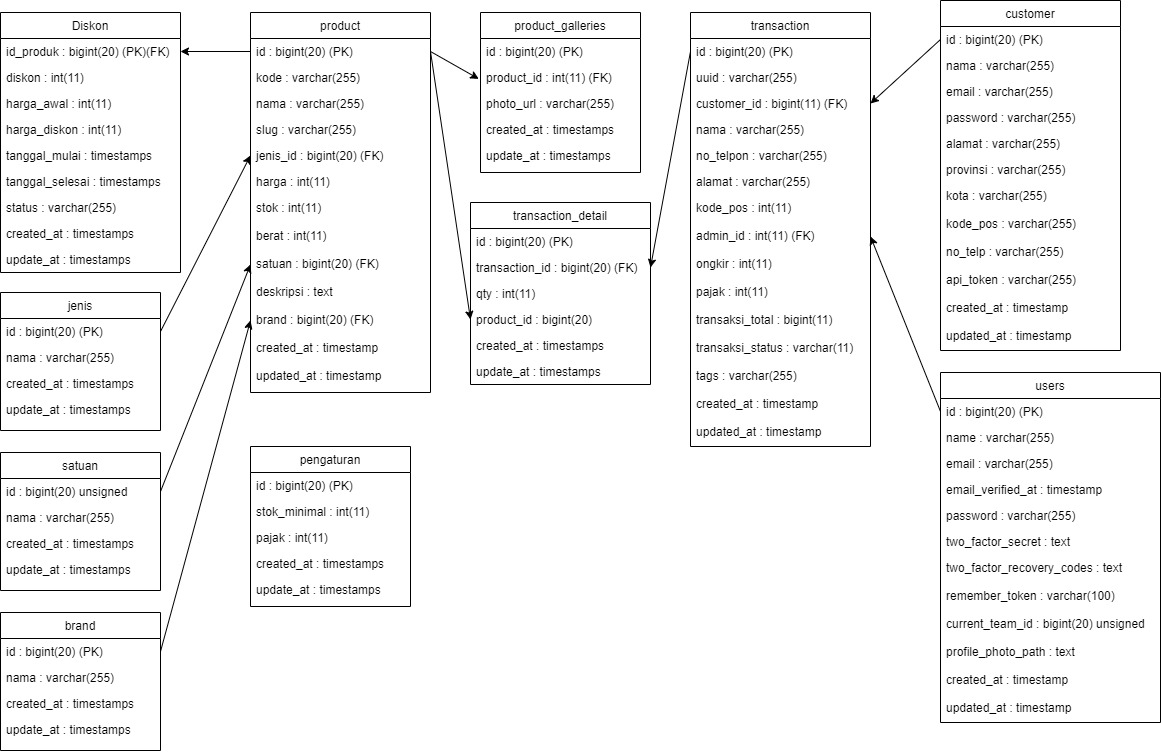 Diskon
id_produk : bigint(20) (PK)(FK)
diskon : int(11)
harga_awal : int(11)
harga_diskon : int(11)
tanggal_mulai : timestamps
tanggal_selesai : timestamps
status : varchar(255)
created_at : timestamps
update_at : timestamps
jenis
id : bigint(20) (PK)
nama : varchar(255)
created_at : timestamps
update_at : timestamps
satuan
id : bigint(20) unsigned
nama : varchar(255)
created_at : timestamps
update_at : timestamps
brand
id : bigint(20) (PK)
nama : varchar(255)
created_at : timestamps
update_at : timestamps
product
id : bigint(20) (PK)
kode : varchar(255)
nama : varchar(255)
slug : varchar(255)
jenis_id : bigint(20) (FK)
harga : int(11)
stok : int(11)
berat : int(11)
satuan : bigint(20) (FK)
deskripsi : text
brand : bigint(20) (FK)
created_at : timestamp
updated_at : timestamp
pengaturan
id : bigint(20) (PK)
stok_minimal : int(11)
pajak : int(11)
created_at : timestamps
update_at : timestamps
product_galleries
id : bigint(20) (PK)
product_id : int(11) (FK)
photo_url : varchar(255)
created_at : timestamps
update_at : timestamps
transaction_detail
id : bigint(20) (PK)
transaction_id : bigint(20) (FK)
qty : int(11)
product_id : bigint(20)
created_at : timestamps
update_at : timestamps
transaction
id : bigint(20) (PK)
uuid : varchar(255)
customer_id : bigint(11) (FK)
nama : varchar(255)
no_telpon : varchar(255)
alamat : varchar(255)
kode_pos : int(11)
admin_id : int(11) (FK)
ongkir : int(11)
pajak : int(11)
transaksi_total : bigint(11)
transaksi_status : varchar(11)
tags : varchar(255)
created_at : timestamp
updated_at : timestamp
customer
id : bigint(20) (PK)
nama : varchar(255)
email : varchar(255)
password : varchar(255)
alamat : varchar(255)
provinsi : varchar(255)
kota : varchar(255)
kode_pos : varchar(255)
no_telp : varchar(255)
api_token : varchar(255)
created_at : timestamp
updated_at : timestamp
users
id : bigint(20) (PK)
name : varchar(255)
email : varchar(255)
email_verified_at : timestamp
password : varchar(255)
two_factor_secret : text
two_factor_recovery_codes : text
remember_token : varchar(100)
current_team_id : bigint(20) unsigned
profile_photo_path : text
created_at : timestamp
updated_at : timestamp